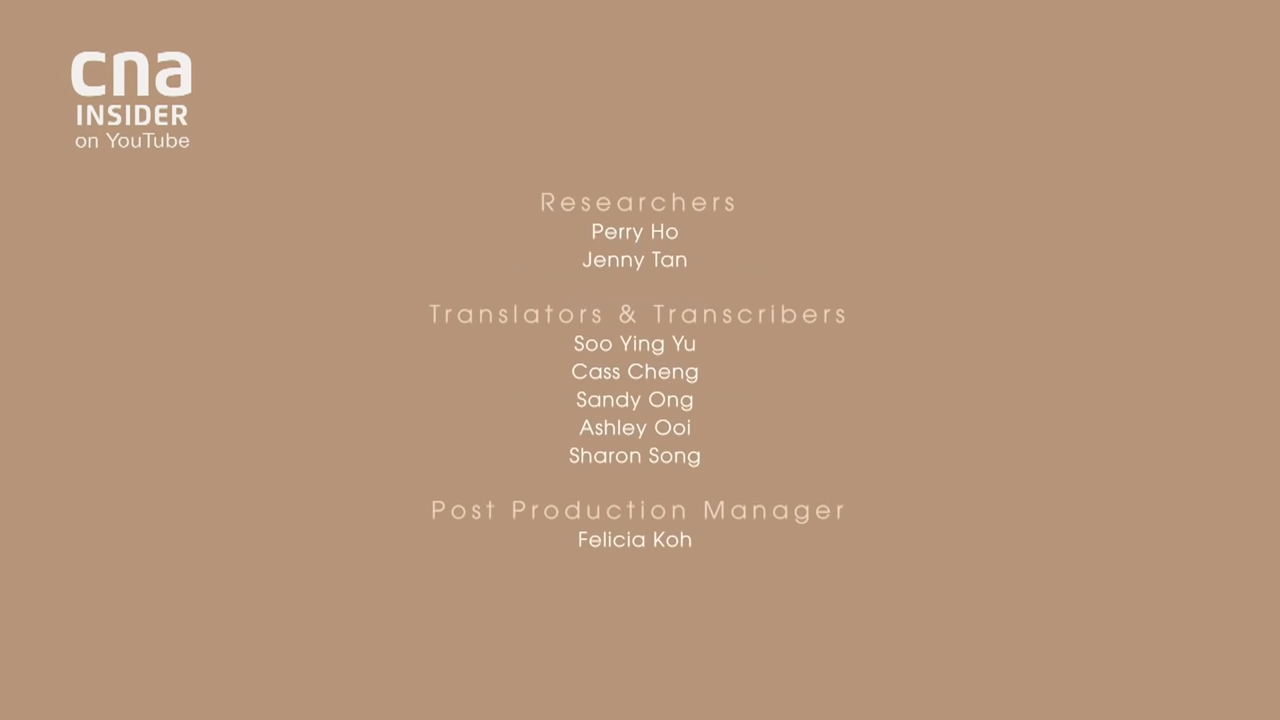 cna
INSIDER
on YouTube
Researchers
Perry Ho
Jenny Tan
Translators & Transcribers
Soo Ying Yu
Cass Cheng
Sandy Ong
Ashley Ooi
Sharon Song
Post Production Manager
Felicia Koh